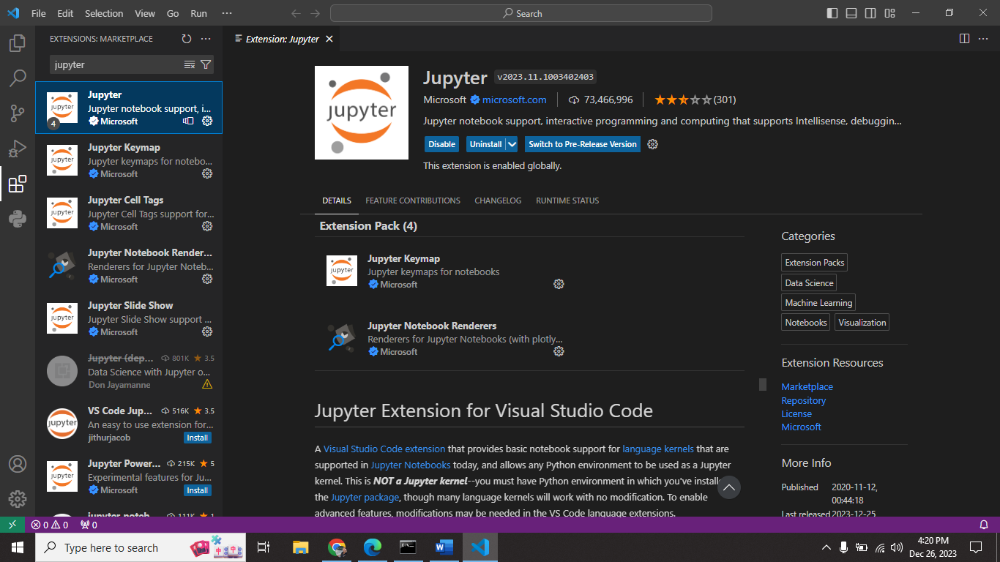 File Edit Selection View Go Run ···
Search
EXTENSIONS: MARKETPLACE
jupyter
Jupyter
Jupyter notebook support, i...
Microsoft
4
Jupyter Keymap
Jupyter keymaps for notebo...
Microsoft
Jupyter Cell Tags
Jupyter Cell Tags support for...
Microsoft
Jupyter Notebook Render...
Renderers for Jupyter Noteb...
Microsoft
Jupyter Slide Show
Jupyter Slide Show support ...
Microsoft
Jupyter (dep... 801K 3.5
Data Science with Jupyter o...
Don Jayamanne
VS Code Jup... 516K 3.5
An easy to use extension for...
jithurjacob Install
Jupyter Power... 215K 5
Experimental features for Ju...
Microsoft Install
Extension: Jupyter
jupyter
Jupyter v2023.11.1003402403
Microsoft microsoft.com 73,466,996 (301)
Jupyter notebook support, interactive programming and computing that supports Intellisense, debuggin...
Disable Uninstall Switch to Pre-Release Version
This extension is enabled globally.
DETAILS FEATURE CONTRIBUTIONS CHANGELOG RUNTIME STATUS
Extension Pack (4)
Jupyter Keymap
Jupyter keymaps for notebooks
Microsoft
Jupyter Notebook Renderers
Renderers for Jupyter Notebooks (with plotly...
Microsoft
Jupyter Extension for Visual Studio Code
A Visual Studio Code extension that provides basic notebook support for language kernels that are
supported in Jupyter Notebooks today, and allows any Python environment to be used as a Jupyter
kernel. This is NOT a Jupyter kernel--you must have Python environment in which you've
the Jupyter package, though many language kernels will work with no modification. To enable
advanced features, modifications may be needed in the VS Code language extensions.
Categories
Extension Packs
Data Science
Machine Learning
Notebooks Visualization
Extension Resources
Marketplace
Repository
License
Microsoft
More Info
Published 2020-11-12,
00:44:18
Last released 2023-12-25
0 0 0
Type here to search
4:20 PM
Dec 26, 2023